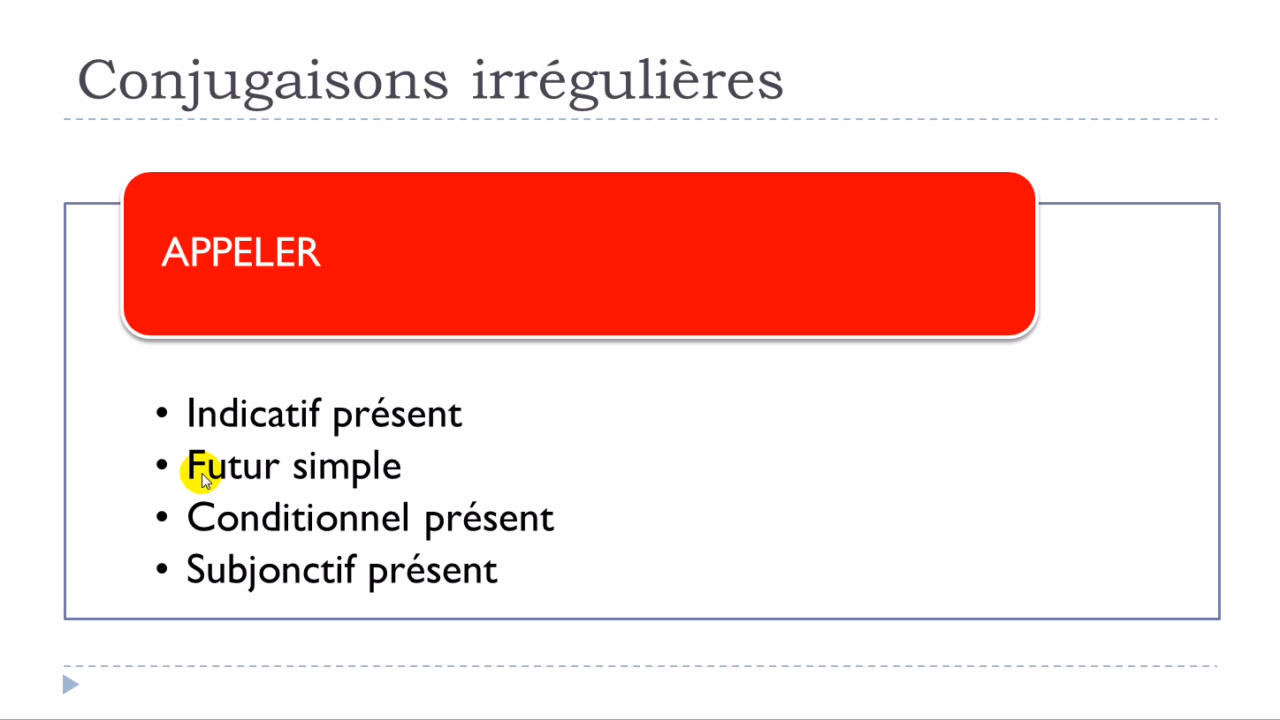 Conjugaisons irrégulières
APPELER
• Indicatif présent
• Futur simple
• Conditionnel présent
• Subjonctif présent